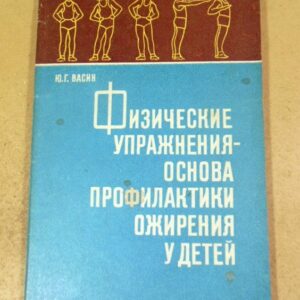 Ю.Г. ВАСИН
ФИЗИЧЕСКИЕ
УПРАЖНЕНИЯ-
ОСНОВА
ПРОФИЛАКТИКИ
ОЖИРЕНИЯ
У ДЕТЕЙ